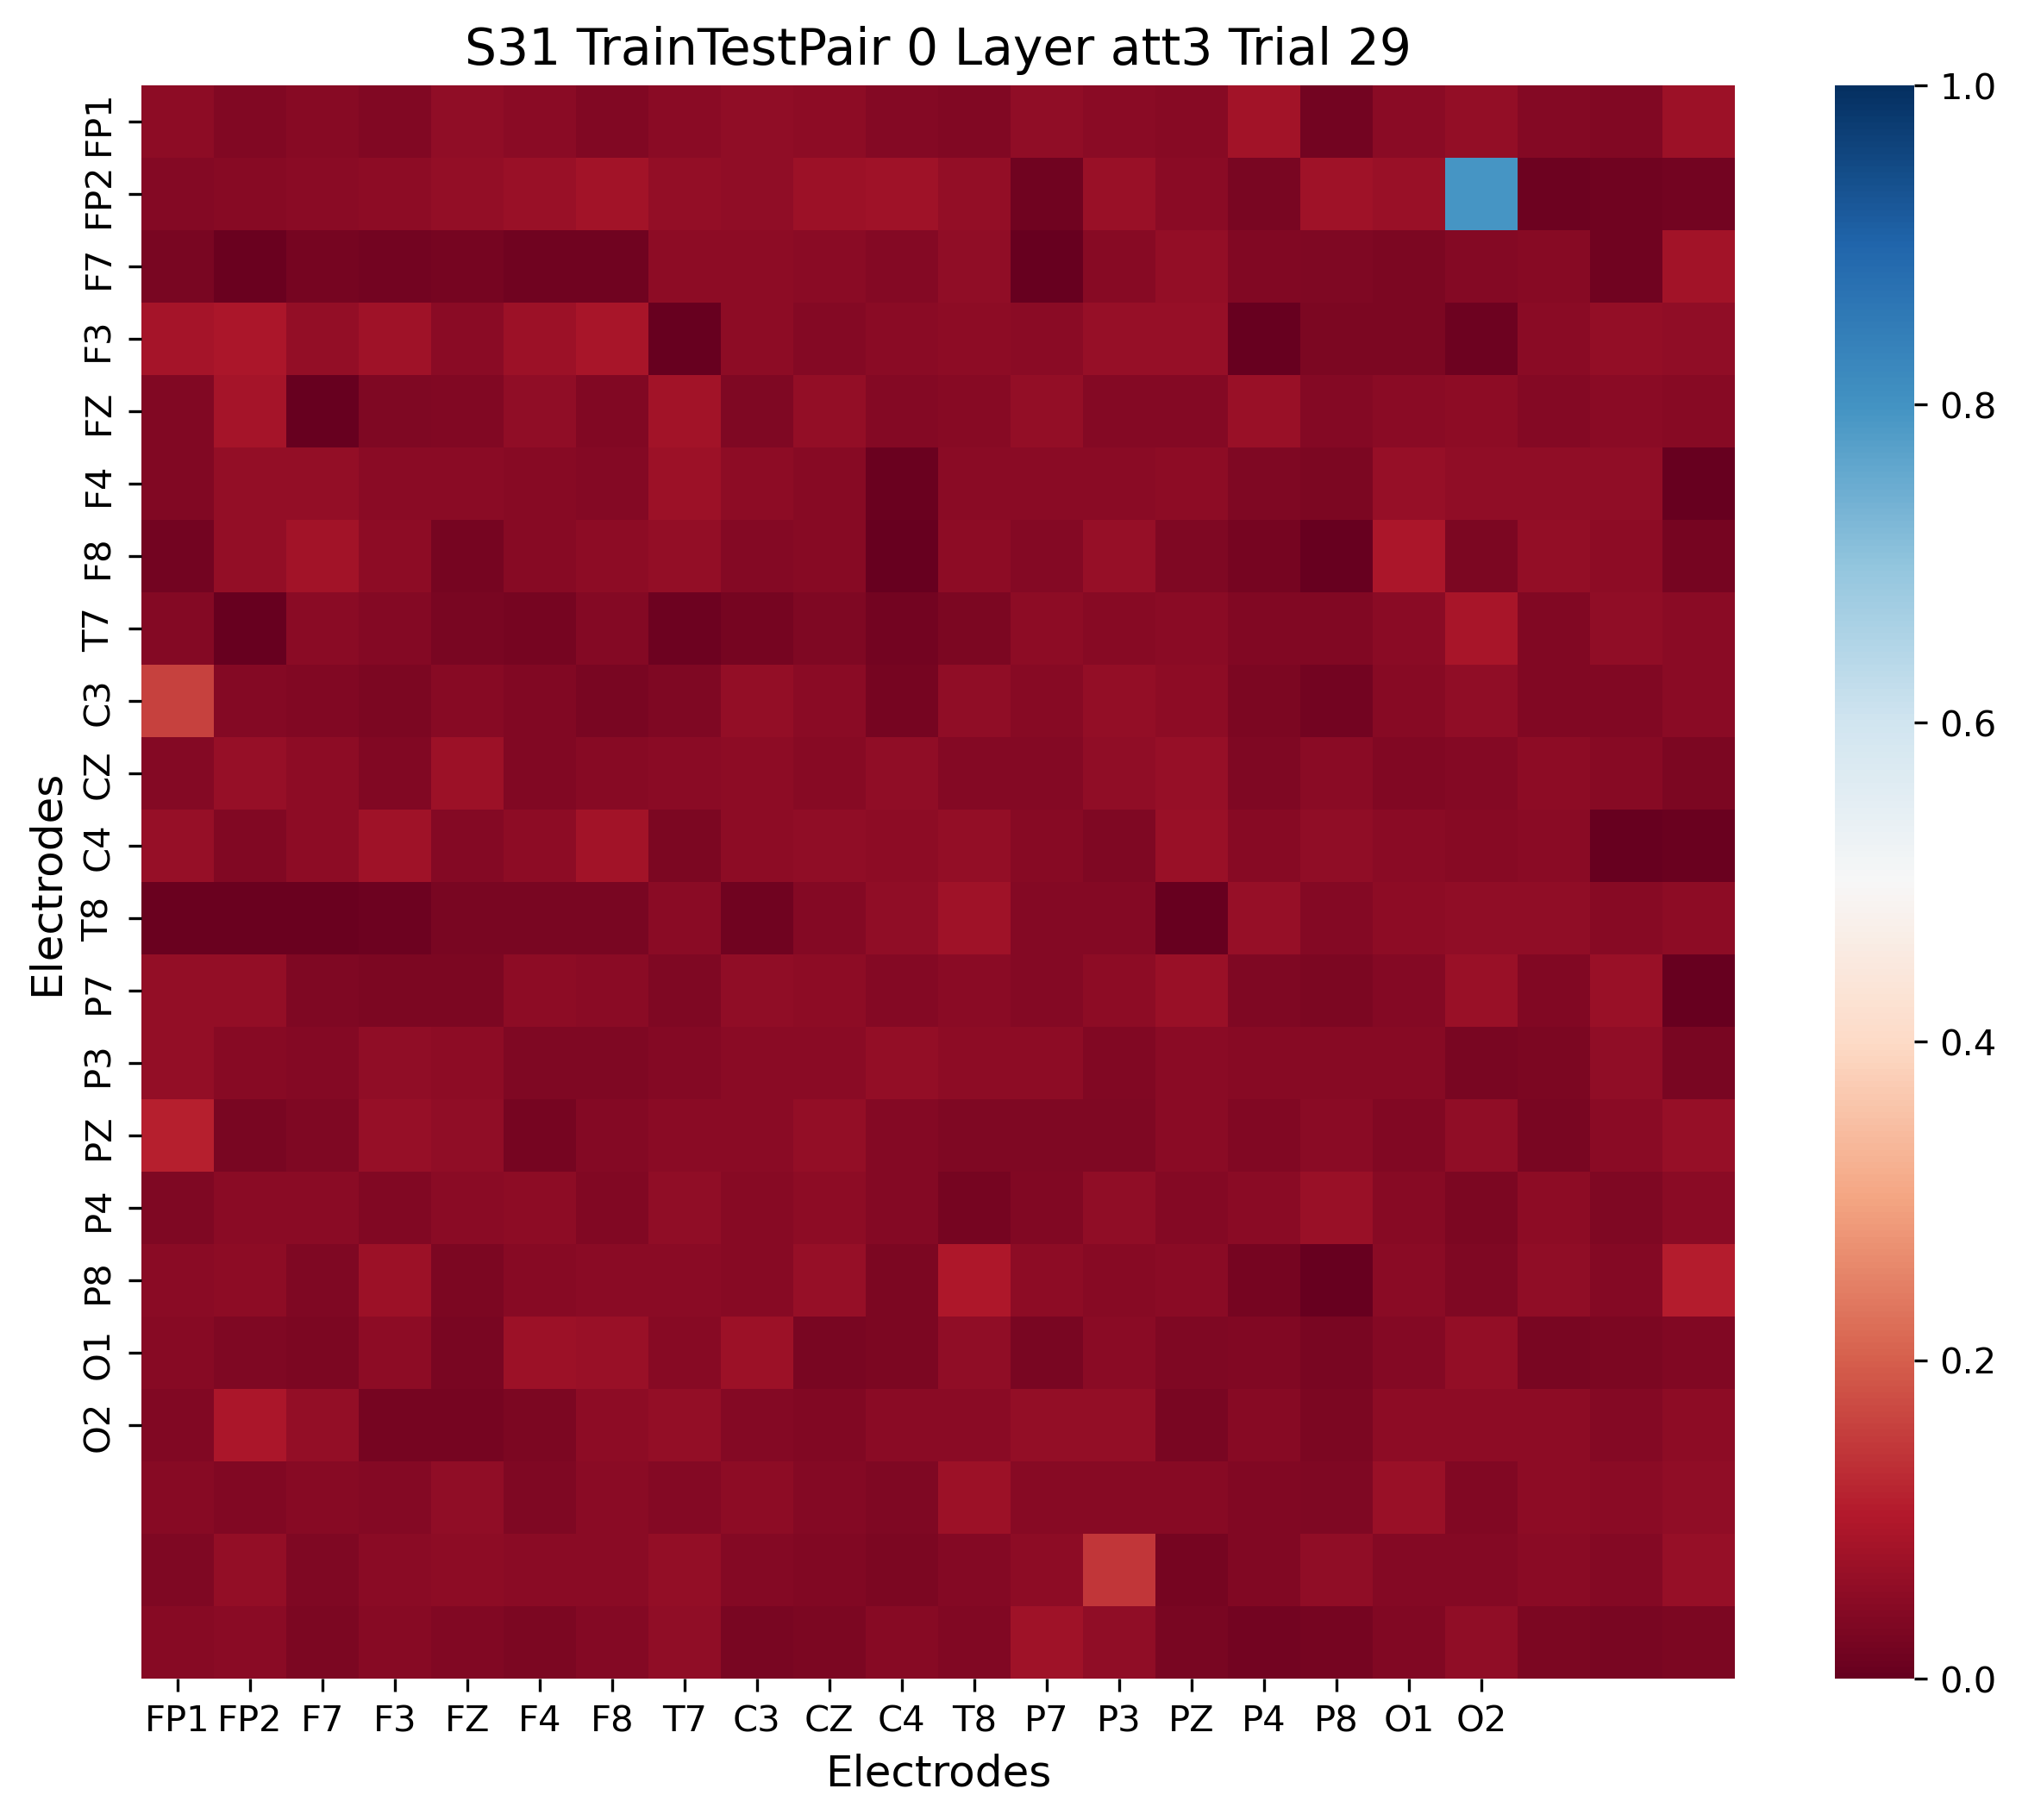 S31 TrainTestPair 0 Layer att3 Trial 29
Electrodes
FP1
FP2
F7
F3
FZ
F4
F8
T7
C3
CZ
C4
T8
P7
P3
PZ
P4
P8
O1
O2
FP1 FP2 F7 F3 FZ F4 F8 T7 C3 CZ C4 T8 P7 P3 PZ P4 P8 O1 O2
Electrodes
1.0
0.8
0.6
0.4
0.2
0.0